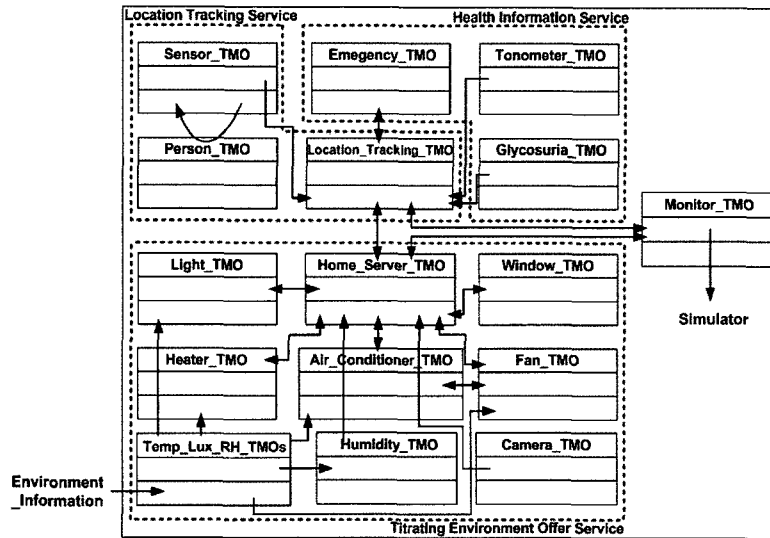 Location Tracking Service
Health Information Service
Sensor_TMO
Emegency_TMO
Tonometer_TMO
Person_TMO
Location_Tracking_TMO
Glycosuria_TMO
Monitor_TMO
Light_TMO
Home_Server_TMO
Window_TMO
Simulator
Heater_TMO
Air_Conditioner_TMO
Fan_TMO
Temp_Lux_RH_TMOs
Humidity_TMO
Camera_TMO
Environment
_Information
Titrating Environment Offer Service